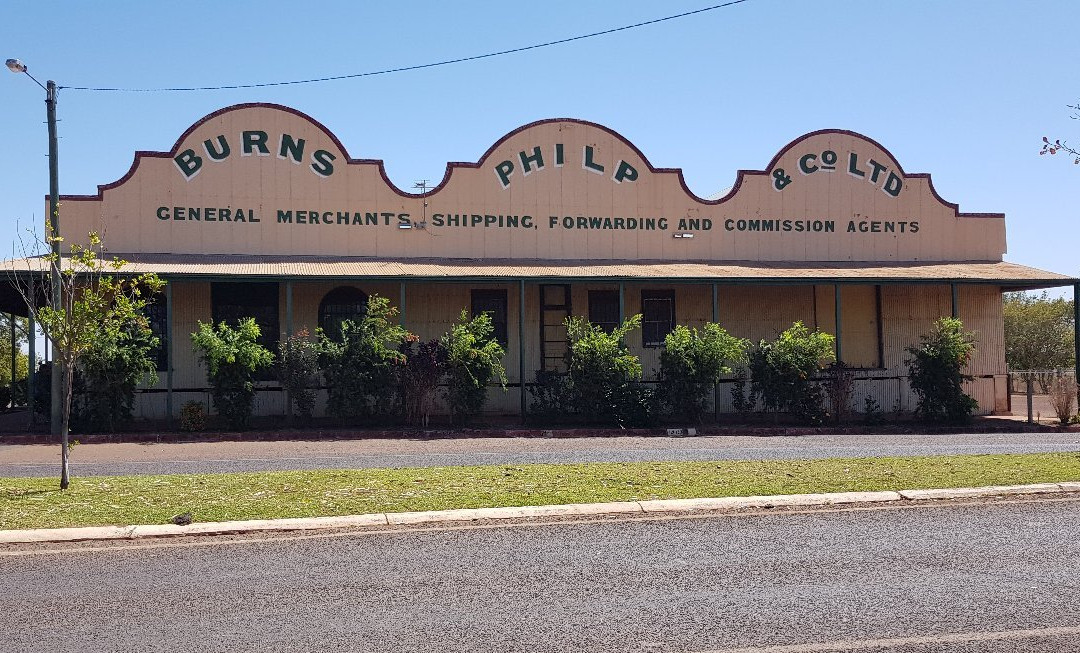 BURNS PHILP & CO LTD
GENERAL MERCHANTS, SHIPPING, FORWARDING AND COMMISSION AGENTS